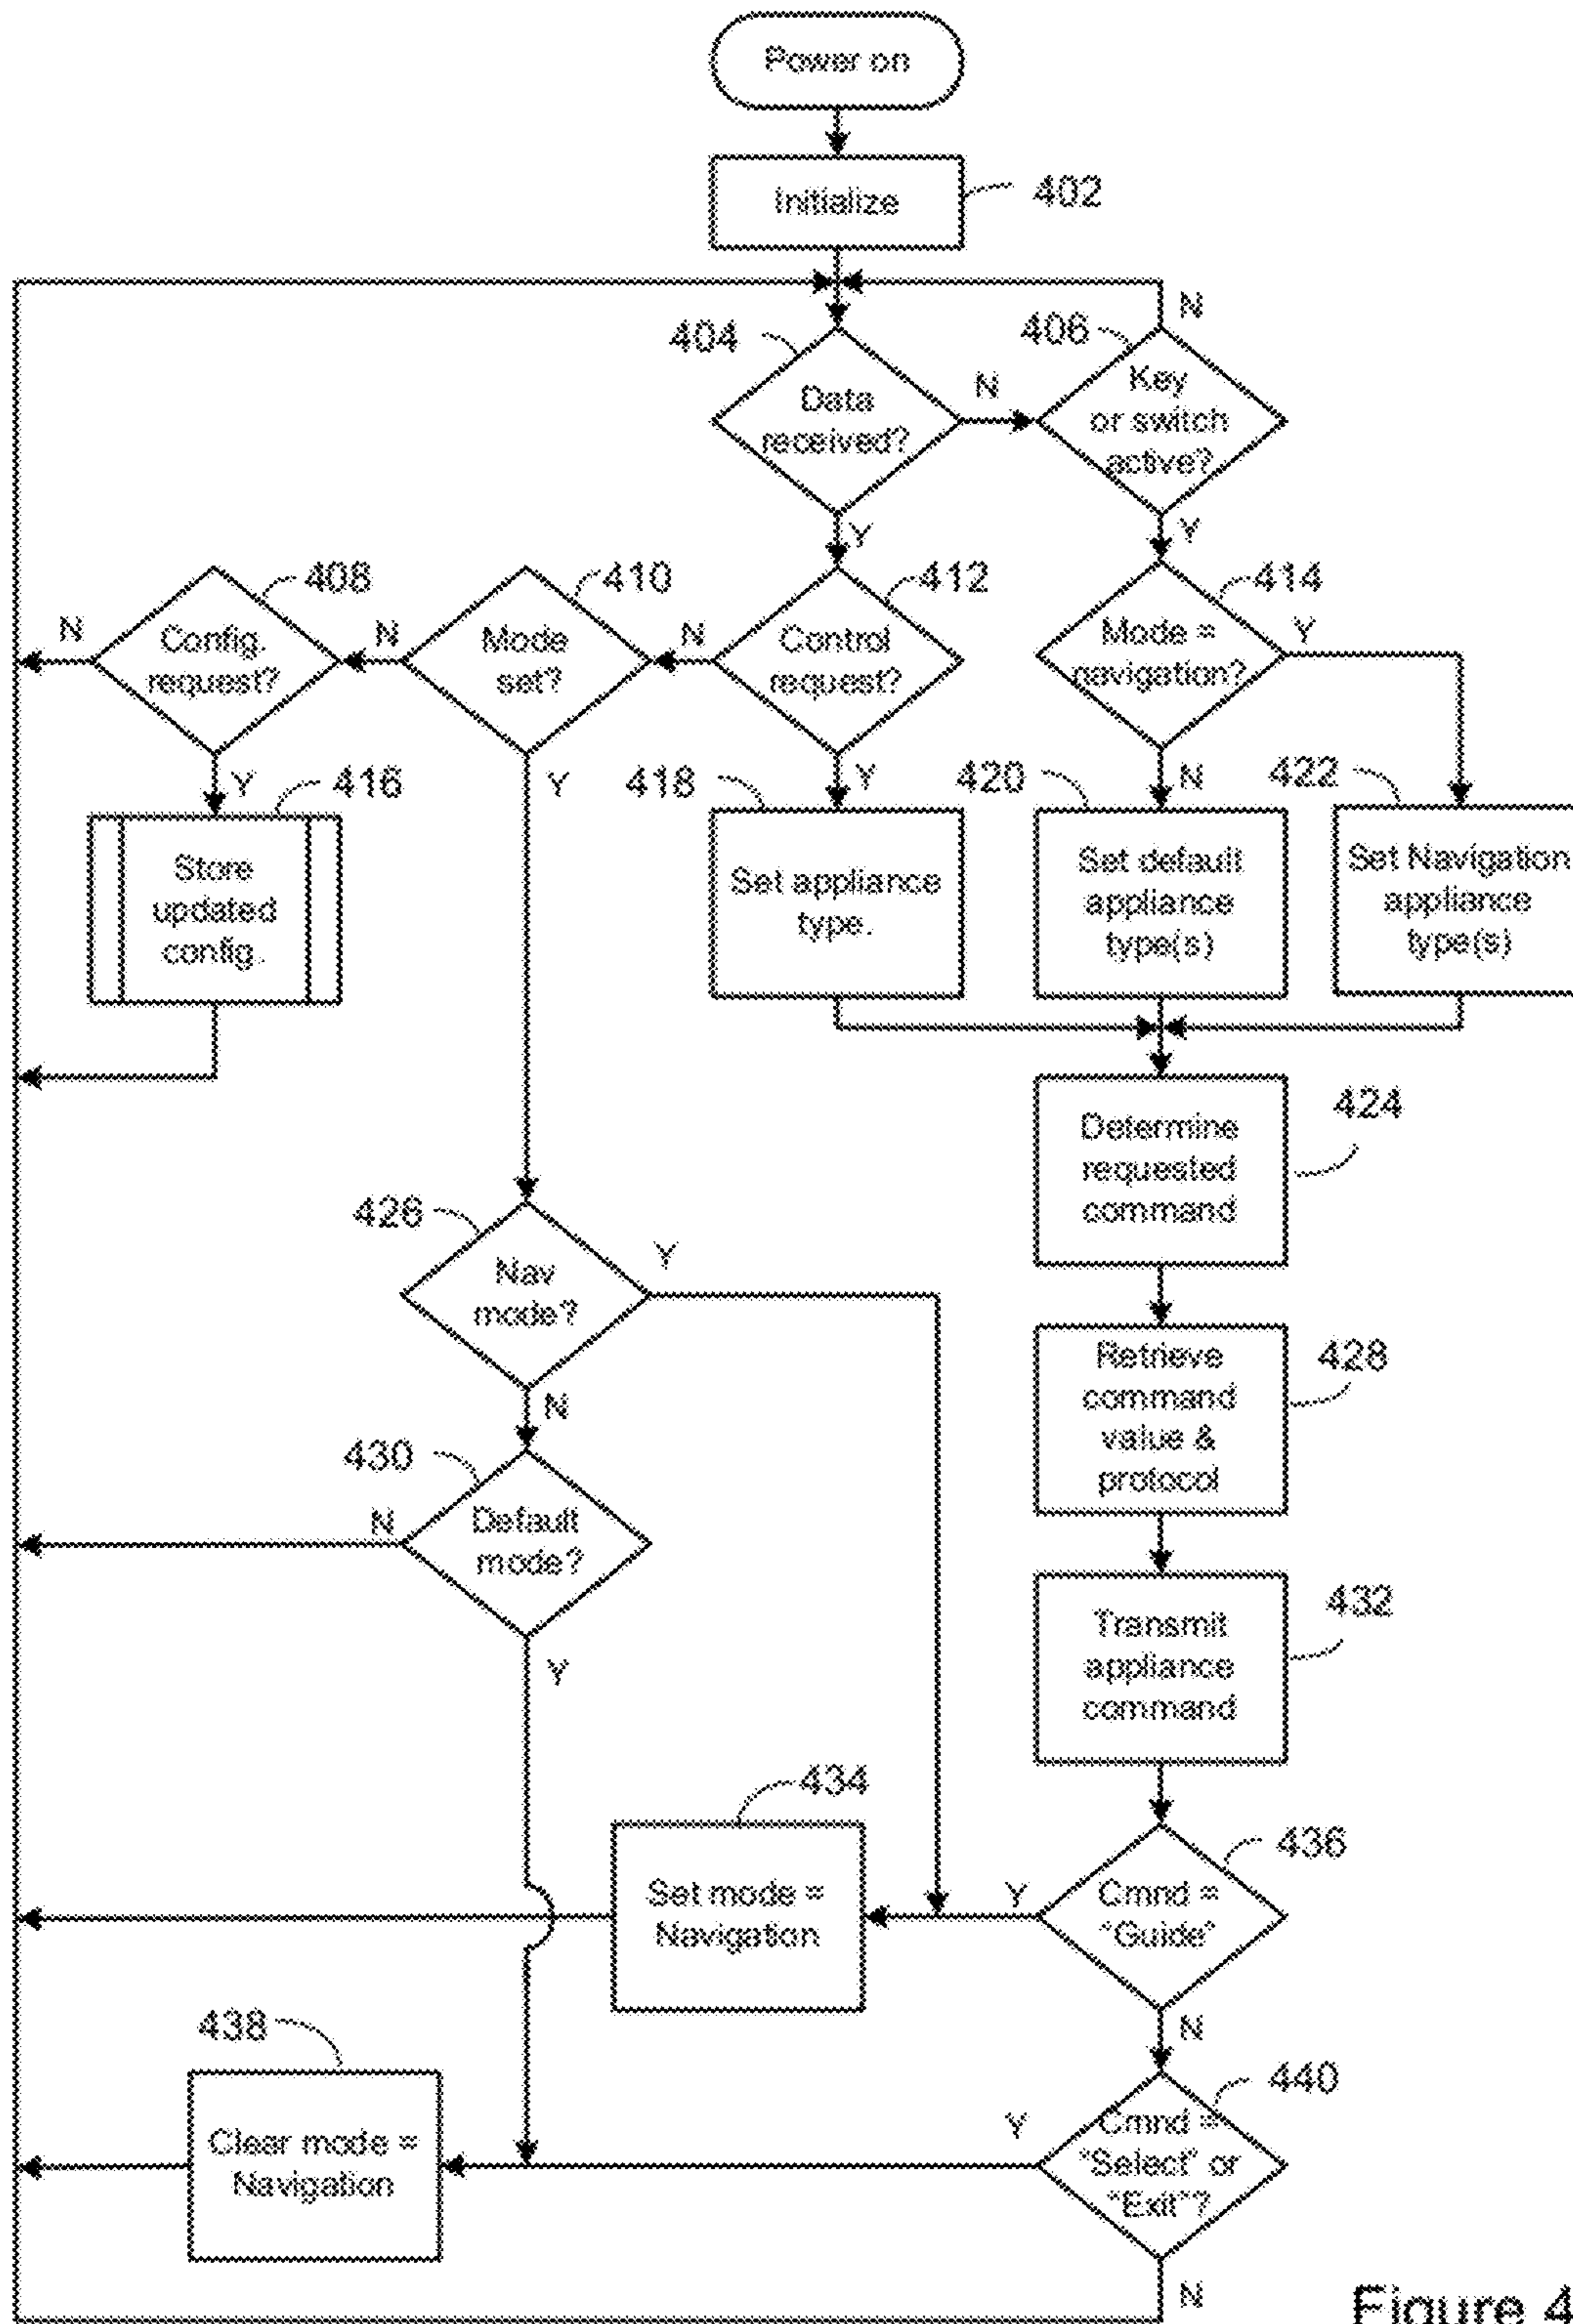 Power on
Initialize
402
N
404
406
Data
received?
N
Key
or switch
active?
Y
Y
408
410
412
414
N
Config.
request?
N
Mode
set?
N
Control
request?
Mode =
navigation?
Y
Y
416
Y
418
Y
420
N
422
Store
updated
config.
Set appliance
type.
Set default
appliance
type(s)
Set Navigation
appliance
type(s)
424
Determine
requested
command
426
Nav
mode?
Y
N
Retrieve
command
value &
protocol
428
430
Default
mode?
N
Y
Transmit
appliance
command
432
434
Set mode =
Navigation
Y
436
Cmnd =
"Guide"
N
438
Clear mode =
Navigation
Y
440
Cmnd =
"Select" or
"Exit"?
N
Figure 4